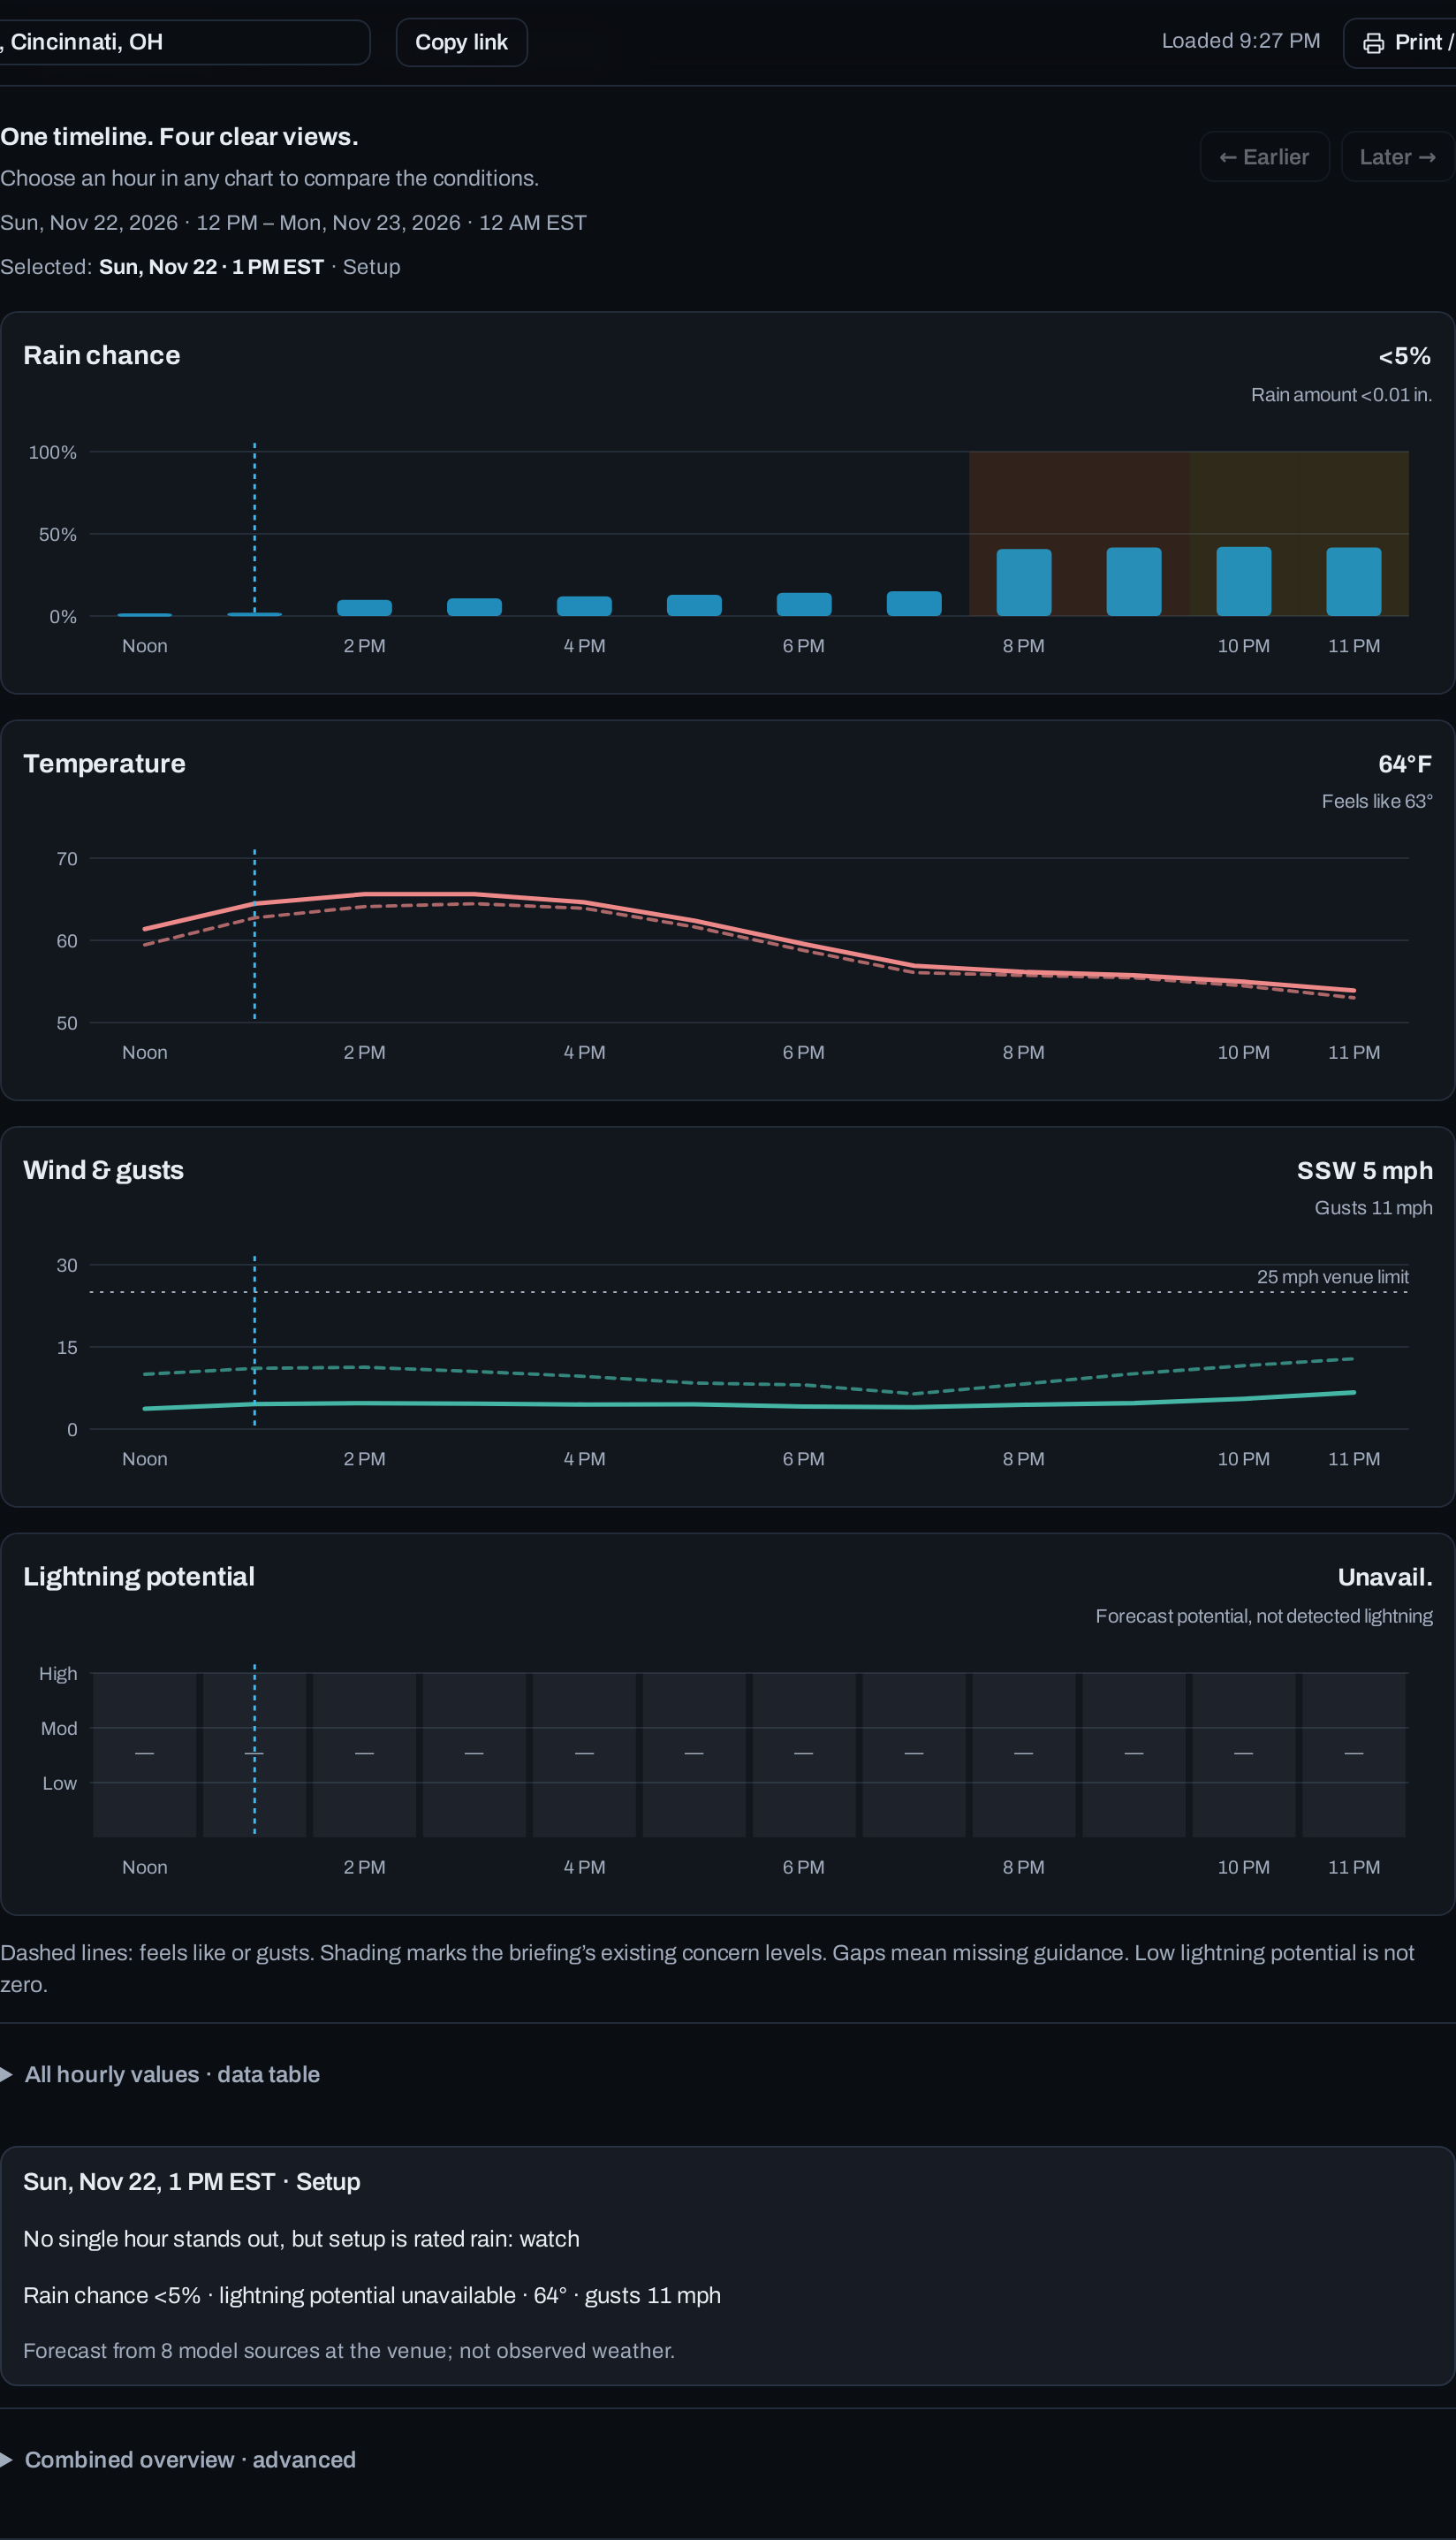 , Cincinnati, OH
Copy link
Loaded 9:27 PM
Print /
One timeline. Four clear views.
← Earlier
Later →
Choose an hour in any chart to compare the conditions.
Sun, Nov 22, 2026 · 12 PM – Mon, Nov 23, 2026 · 12 AM EST
Selected: Sun, Nov 22 · 1 PM EST · Setup
Rain chance
<5%
Rain amount <0.01 in.
100%
50%
0%
Noon 2 PM 4 PM 6 PM 8 PM 10 PM 11 PM
Temperature
64°F
Feels like 63°
70
60
50
Noon 2 PM 4 PM 6 PM 8 PM 10 PM 11 PM
Wind & gusts
SSW 5 mph
Gusts 11 mph
30
25 mph venue limit
15
0
Noon 2 PM 4 PM 6 PM 8 PM 10 PM 11 PM
Lightning potential
Unavail.
Forecast potential, not detected lightning
High
Mod
— — — — — — — — — — — —
Low
Noon 2 PM 4 PM 6 PM 8 PM 10 PM 11 PM
Dashed lines: feels like or gusts. Shading marks the briefing’s existing concern levels. Gaps mean missing guidance. Low lightning potential is not
zero.
All hourly values · data table
Sun, Nov 22, 1 PM EST · Setup
No single hour stands out, but setup is rated rain: watch
Rain chance <5% · lightning potential unavailable · 64° · gusts 11 mph
Forecast from 8 model sources at the venue; not observed weather.
Combined overview · advanced